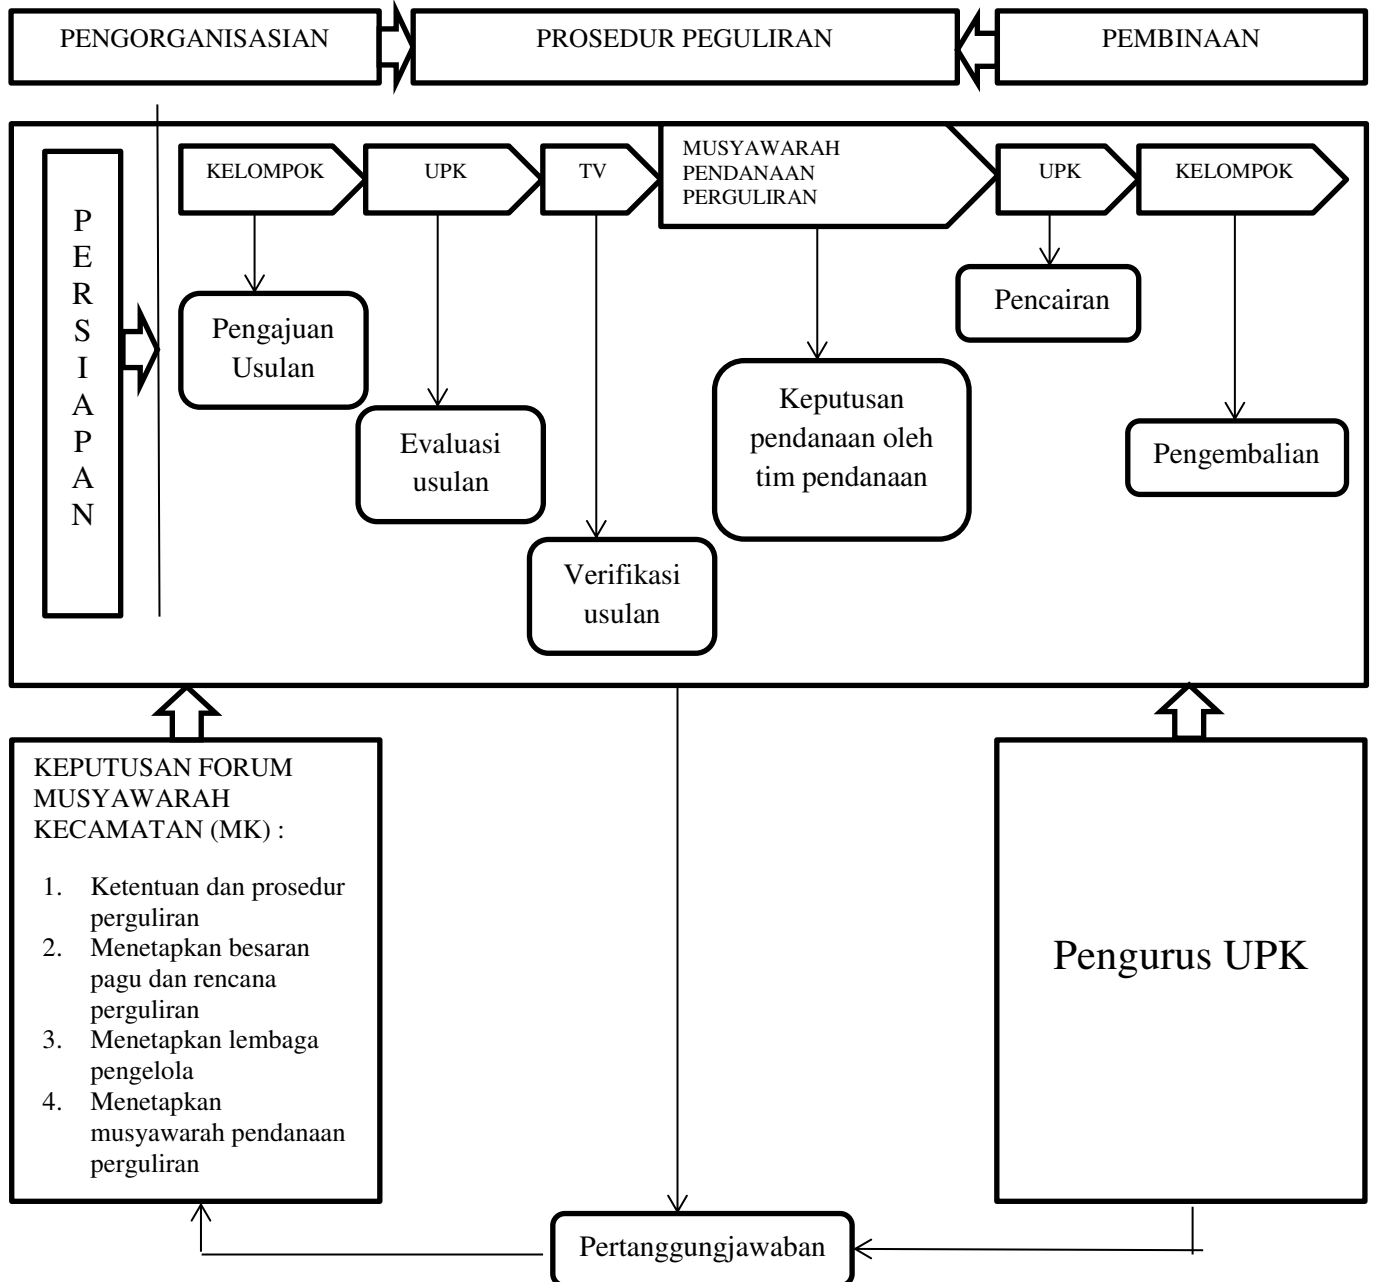 PENGORGANISASIAN
PROSEDUR PEGULIRAN
PEMBINAAN
P
E
R
S
I
A
P
A
N
KELOMPOK
UPK
TV
MUSYAWARAH
PENDANAAN
PERGULIRAN
UPK
KELOMPOK
Pengajuan
Usulan
Evaluasi
usulan
Verifikasi
usulan
Keputusan
pendanaan oleh
tim pendanaan
Pencairan
Pengembalian
KEPUTUSAN FORUM
MUSYAWARAH
KECAMATAN (MK) :
1. Ketentuan dan prosedur
perguliran
2. Menetapkan besaran
pagu dan rencana
perguliran
3. Menetapkan lembaga
pengelola
4. Menetapkan
musyawarah pendanaan
perguliran
Pengurus UPK
Pertanggungjawaban